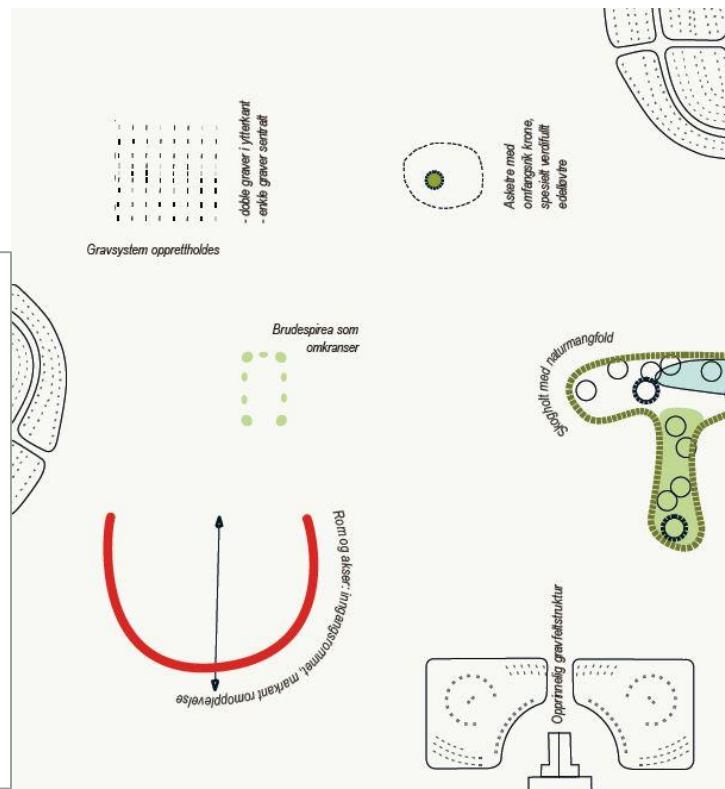 - doble graver i ytterkant
- enkle graver sentralt
Gravsystem opprettholdes
Asketre med
omfangsrik krone,
spesielt verdifullt
edelløvtre
Brudespirea som
omkranser
Skogholt med naturmangfold
Rom og akser: inngangsrommet, markant romopplevelse
Opprinnelig gravfeltstruktur